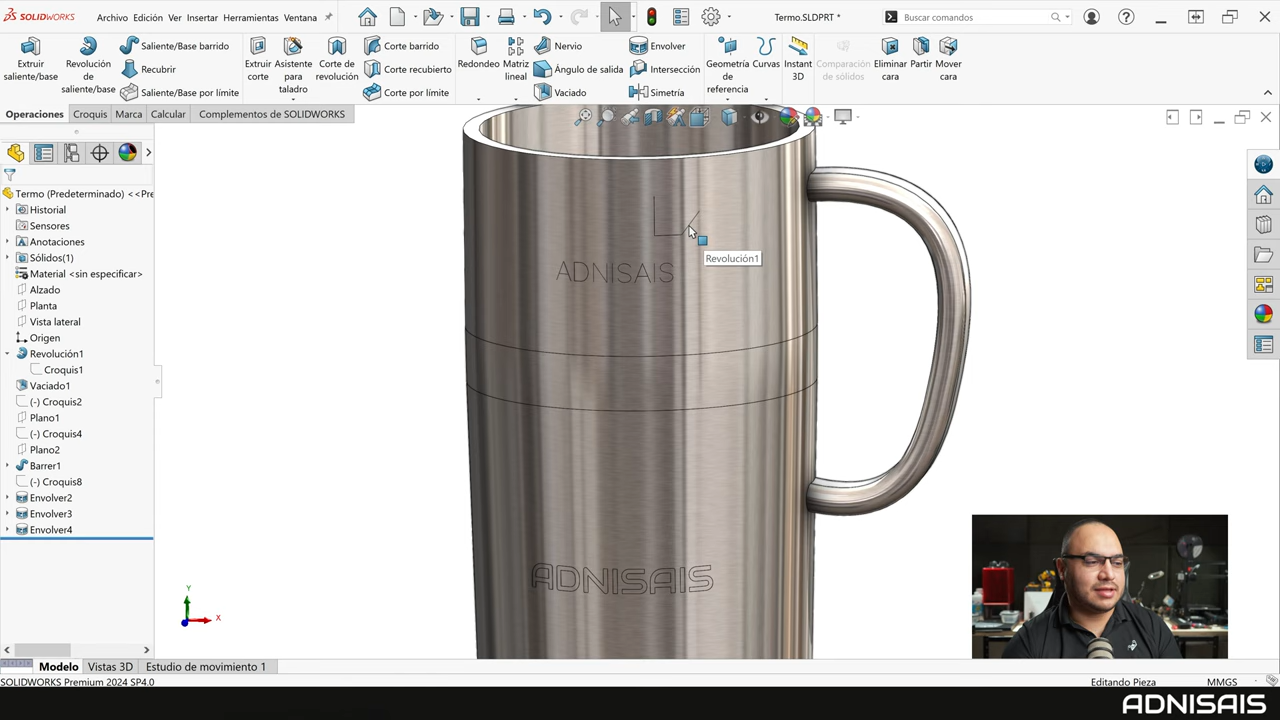 SOLIDWORKS
Archivo Edición Ver Insertar Herramientas Ventana
Termo.SLDPRT *
Buscar comandos
Extruir saliente/base
Revolución de saliente/base
Saliente/Base barrido
Recubrir
Saliente/Base por límite
Extruir corte
Asistente para taladro
Corte de revolución
Corte barrido
Corte recubierto
Corte por límite
Redondeo
Matriz lineal
Nervio
Ángulo de salida
Vaciado
Envolver
Intersección
Simetría
Geometría de referencia
Curvas
Instant 3D
Comparación de sólidos
Eliminar cara
Partir
Mover cara
Operaciones Croquis Marca Calcular Complementos de SOLIDWORKS
Termo (Predeterminado) <<Pre
Historial
Sensores
Anotaciones
Sólidos(1)
Material <sin especificar>
Alzado
Planta
Vista lateral
Origen
Revolución1
Croquis1
Vaciado1
(-) Croquis2
Plano1
(-) Croquis4
Plano2
Barrer1
(-) Croquis8
Envolver2
Envolver3
Envolver4
Revolución1
ADNISAIS
ADNISAIS
Y
X
Modelo Vistas 3D Estudio de movimiento 1
SOLIDWORKS Premium 2024 SP4.0
Editando Pieza
MMGS
ADNISAIS